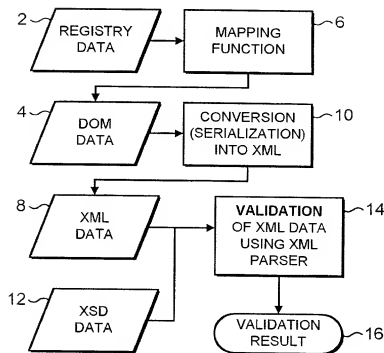 2
REGISTRY
DATA
MAPPING
FUNCTION
6
4
DOM
DATA
CONVERSION
(SERIALIZATION)
INTO XML
10
8
XML
DATA
VALIDATION
OF XML DATA
USING XML
PARSER
14
12
XSD
DATA
VALIDATION
RESULT
16